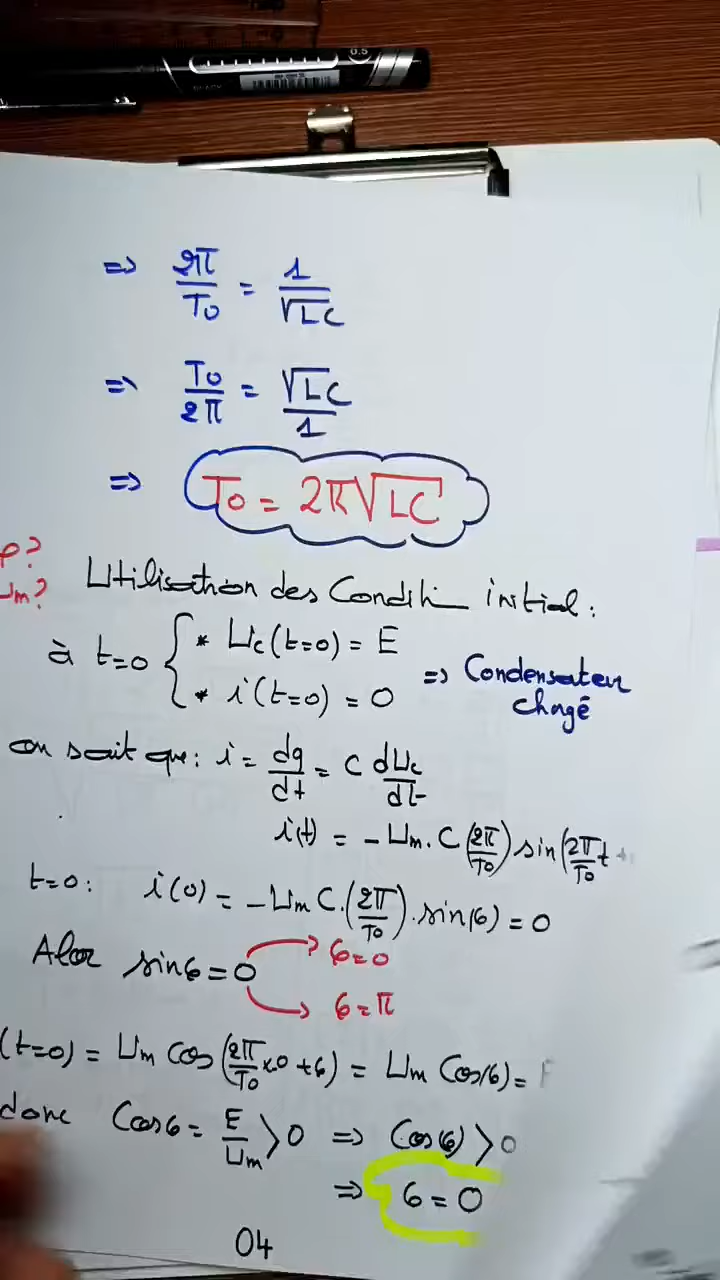 0.5
=> 2π/T0 = 1/√LC
=> T0/2π = √LC/1
=> T0 = 2π√LC
φ?
Um?
Utilisation des Condit initial:
à t=0 { * Uc(t=0) = E
* i(t=0) = 0
=> Condensateur
chargé
on sait que: i = dq/dt = C dUc/dt
i(t) = -Um.C(2π/T0) sin(2π/T0 t +
t=0: i(0) = -Um C.(2π/T0).sin(φ) = 0
Alor sinφ = 0
φ=0
φ=π
(t=0) = Um Cos(2π/T0 x0 + φ) = Um Cos(φ) =
donc Cosφ = E/Um > 0 => Cos(φ) > 0
=> φ = 0
04